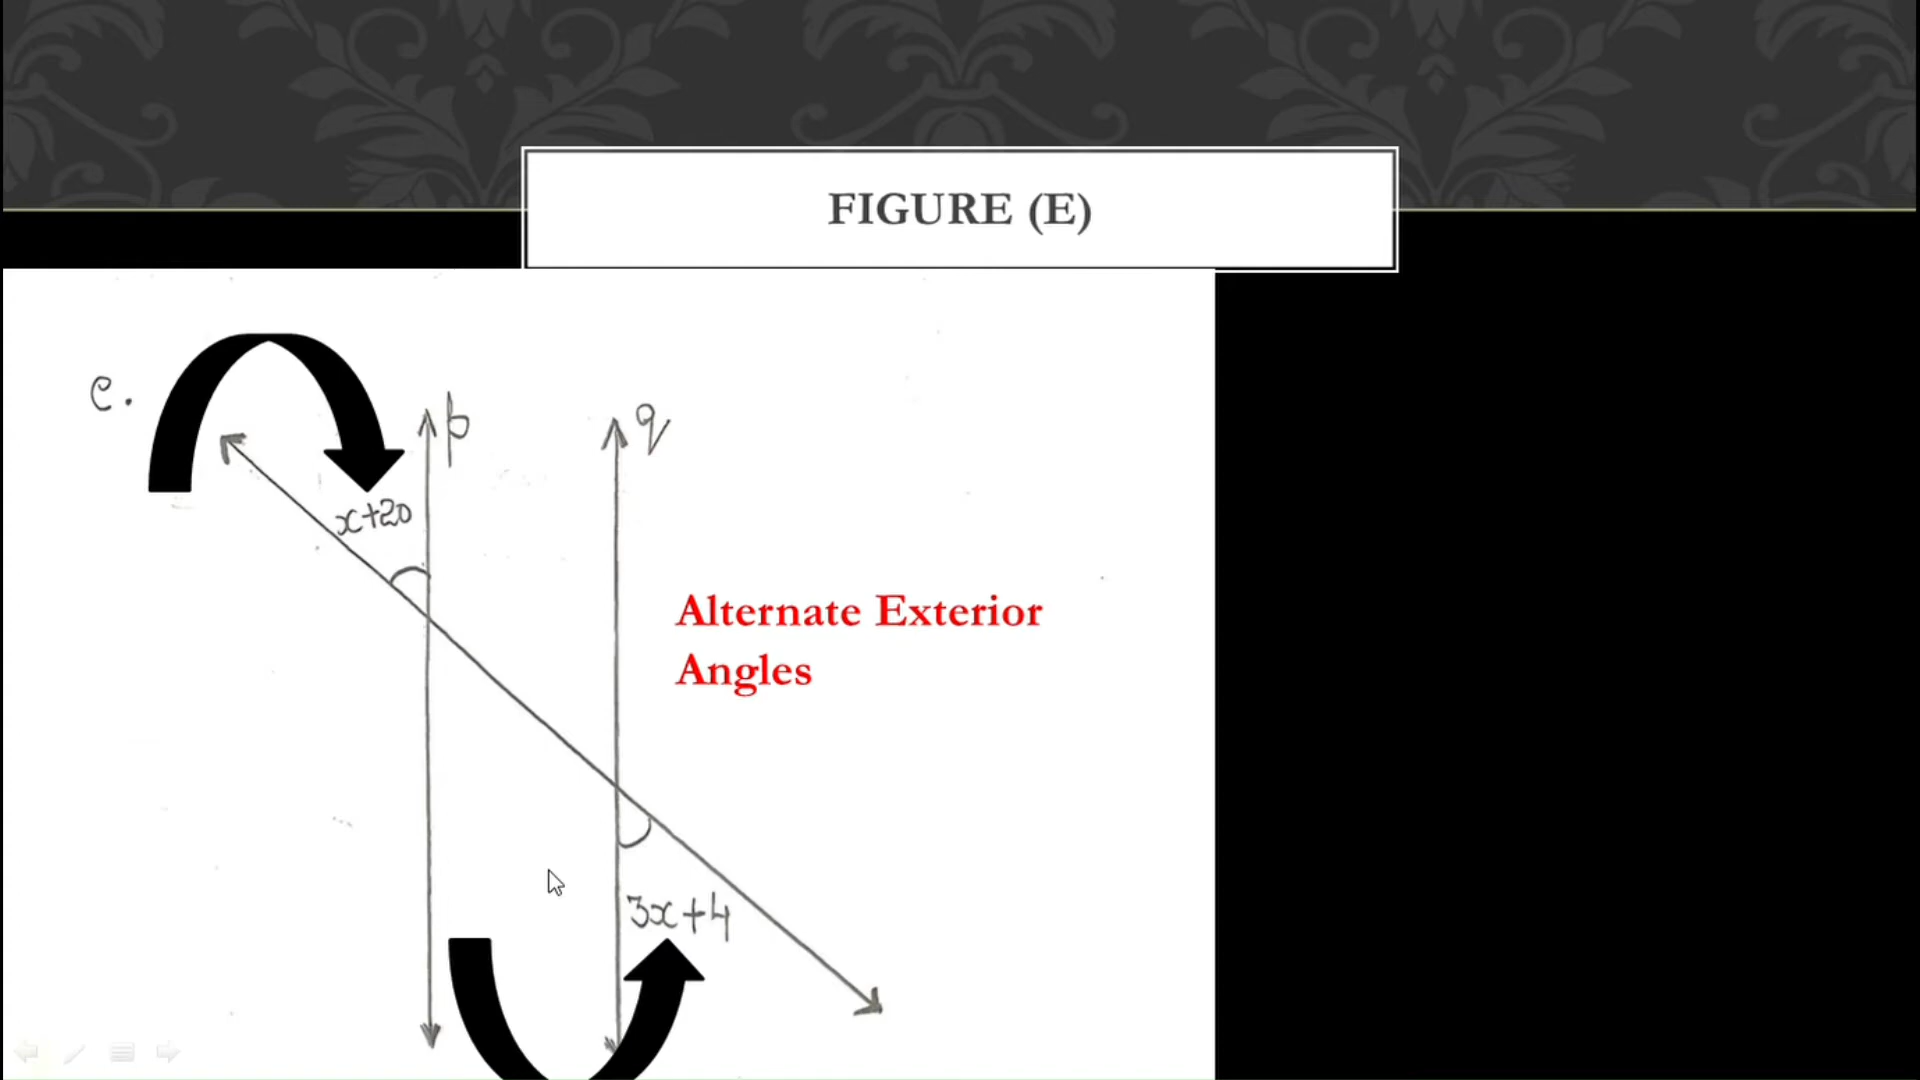 FIGURE (E)
e.
p
q
x+20
Alternate Exterior
Angles
3x+4